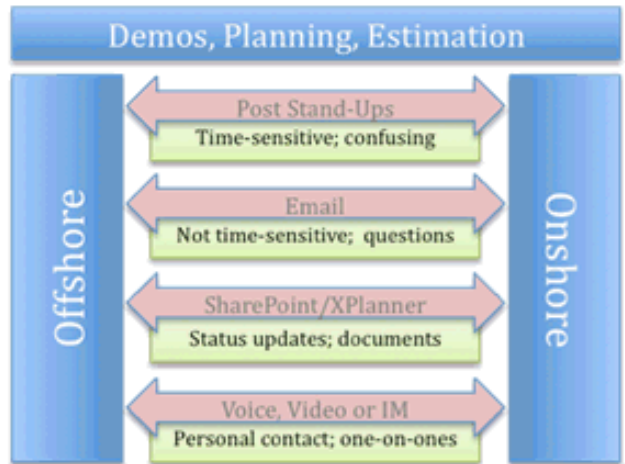 Demos, Planning, Estimation
Offshore
Post Stand-Ups
Time-sensitive; confusing
Email
Not time-sensitive; questions
SharePoint/XPlanner
Status updates; documents
Voice, Video or IM
Personal contact; one-on-ones
Onshore